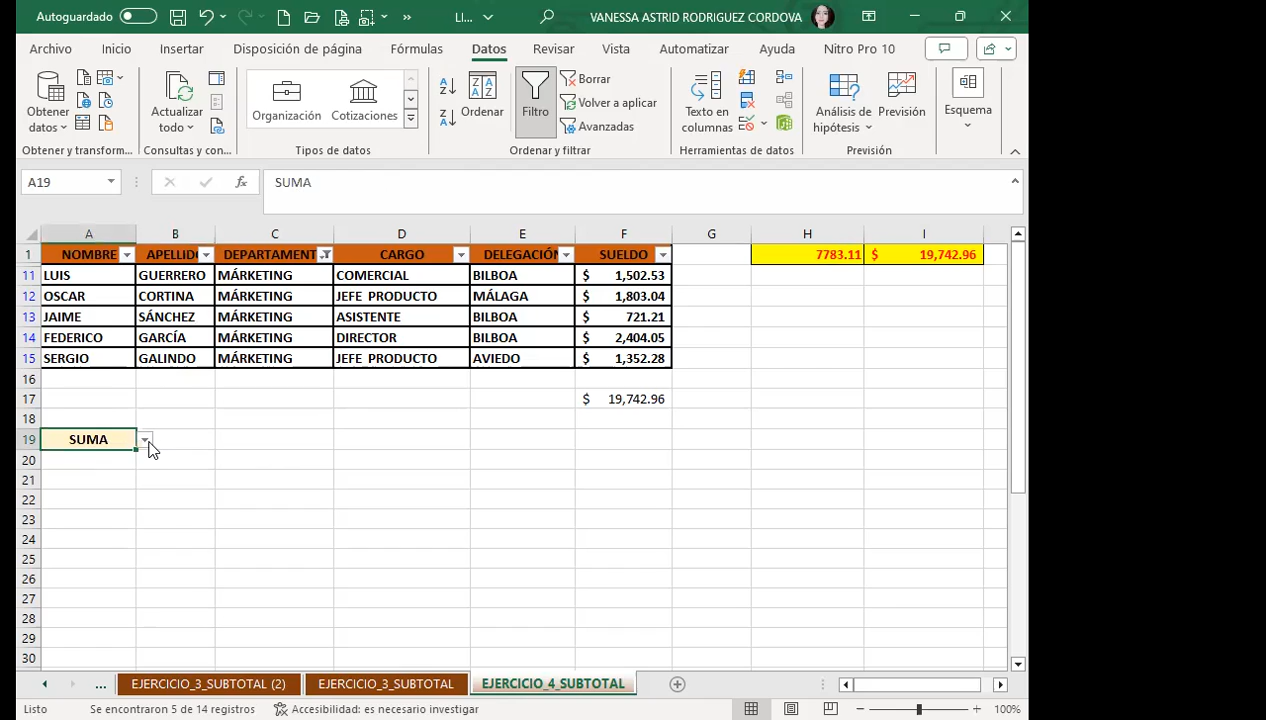 Autoguardado LI... VANESSA ASTRID RODRIGUEZ CORDOVA
Archivo Inicio Insertar Disposición de página Fórmulas Datos Revisar Vista Automatizar Ayuda Nitro Pro 10
Obtener datos Actualizar todo Organización Cotizaciones Ordenar Filtro Borrar Volver a aplicar Avanzadas Texto en columnas Análisis de hipótesis Previsión Esquema
Obtener y transform... Consultas y con... Tipos de datos Ordenar y filtrar Herramientas de datos Previsión
A19 fx SUMA
A B C D E F G H I
1 NOMBRE APELLID DEPARTAMENT CARGO DELEGACIÓN SUELDO 7783.11 $ 19,742.96
11 LUIS GUERRERO MÁRKETING COMERCIAL BILBOA $ 1,502.53
12 OSCAR CORTINA MÁRKETING JEFE PRODUCTO MÁLAGA $ 1,803.04
13 JAIME SÁNCHEZ MÁRKETING ASISTENTE BILBOA $ 721.21
14 FEDERICO GARCÍA MÁRKETING DIRECTOR BILBOA $ 2,404.05
15 SERGIO GALINDO MÁRKETING JEFE PRODUCTO AVIEDO $ 1,352.28
16
17 $ 19,742.96
18
19 SUMA
20
21
22
23
24
25
26
27
28
29
30
... EJERCICIO_3_SUBTOTAL (2) EJERCICIO_3_SUBTOTAL EJERCICIO_4_SUBTOTAL
Listo Se encontraron 5 de 14 registros Accesibilidad: es necesario investigar 100%